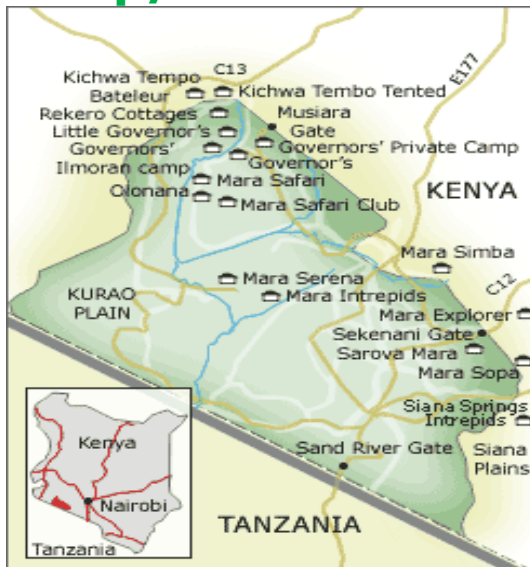 C13
Kichwa Tempo
Bateleur
Kichwa Tembo Tented
E177
Rekero Cottages
Musiara
Gate
Little Governor's
Governors'
Governors' Private Camp
Ilmoran camp
Governor's
Mara Safari
Olonana
Mara Safari Club
KENYA
Mara Simba
Mara Serena
C12
KURAO
PLAIN
Mara Intrepids
Mara Explorer
Sekenani Gate
Sarova Mara
Mara Sopa
Siana Springs
Intrepids
Sand River Gate
Siana
Plains
Kenya
Nairobi
Tanzania
TANZANIA